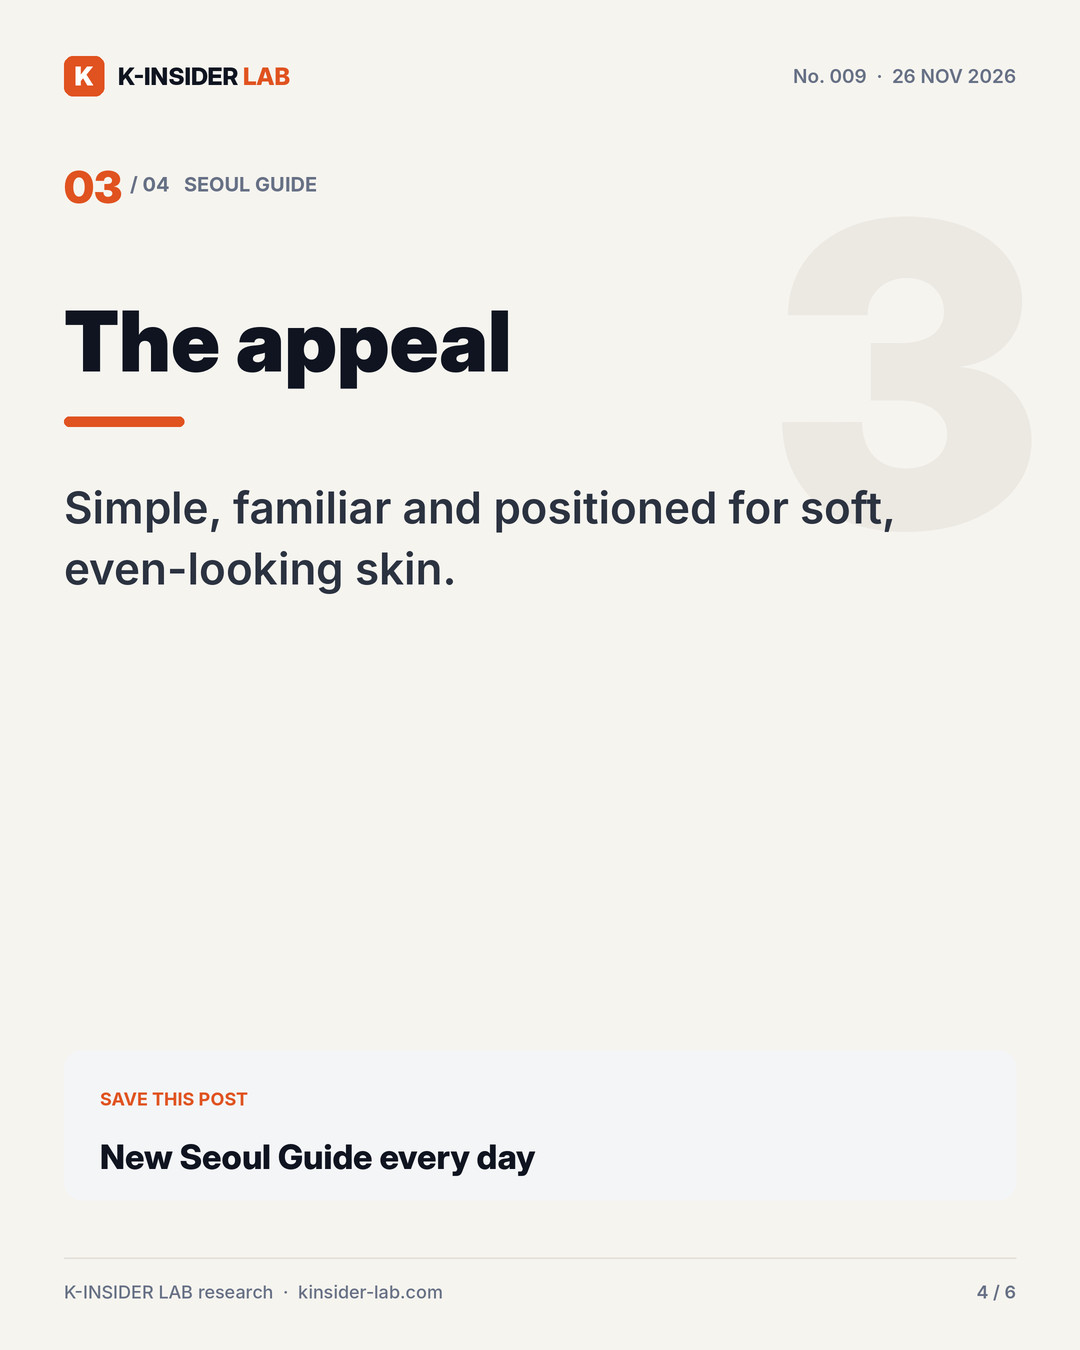 K
K-INSIDER LAB
No. 009 · 26 NOV 2026
03 / 04 SEOUL GUIDE
3
The appeal
Simple, familiar and positioned for soft,
even-looking skin.
SAVE THIS POST
New Seoul Guide every day
K-INSIDER LAB research · kinsider-lab.com
4 / 6